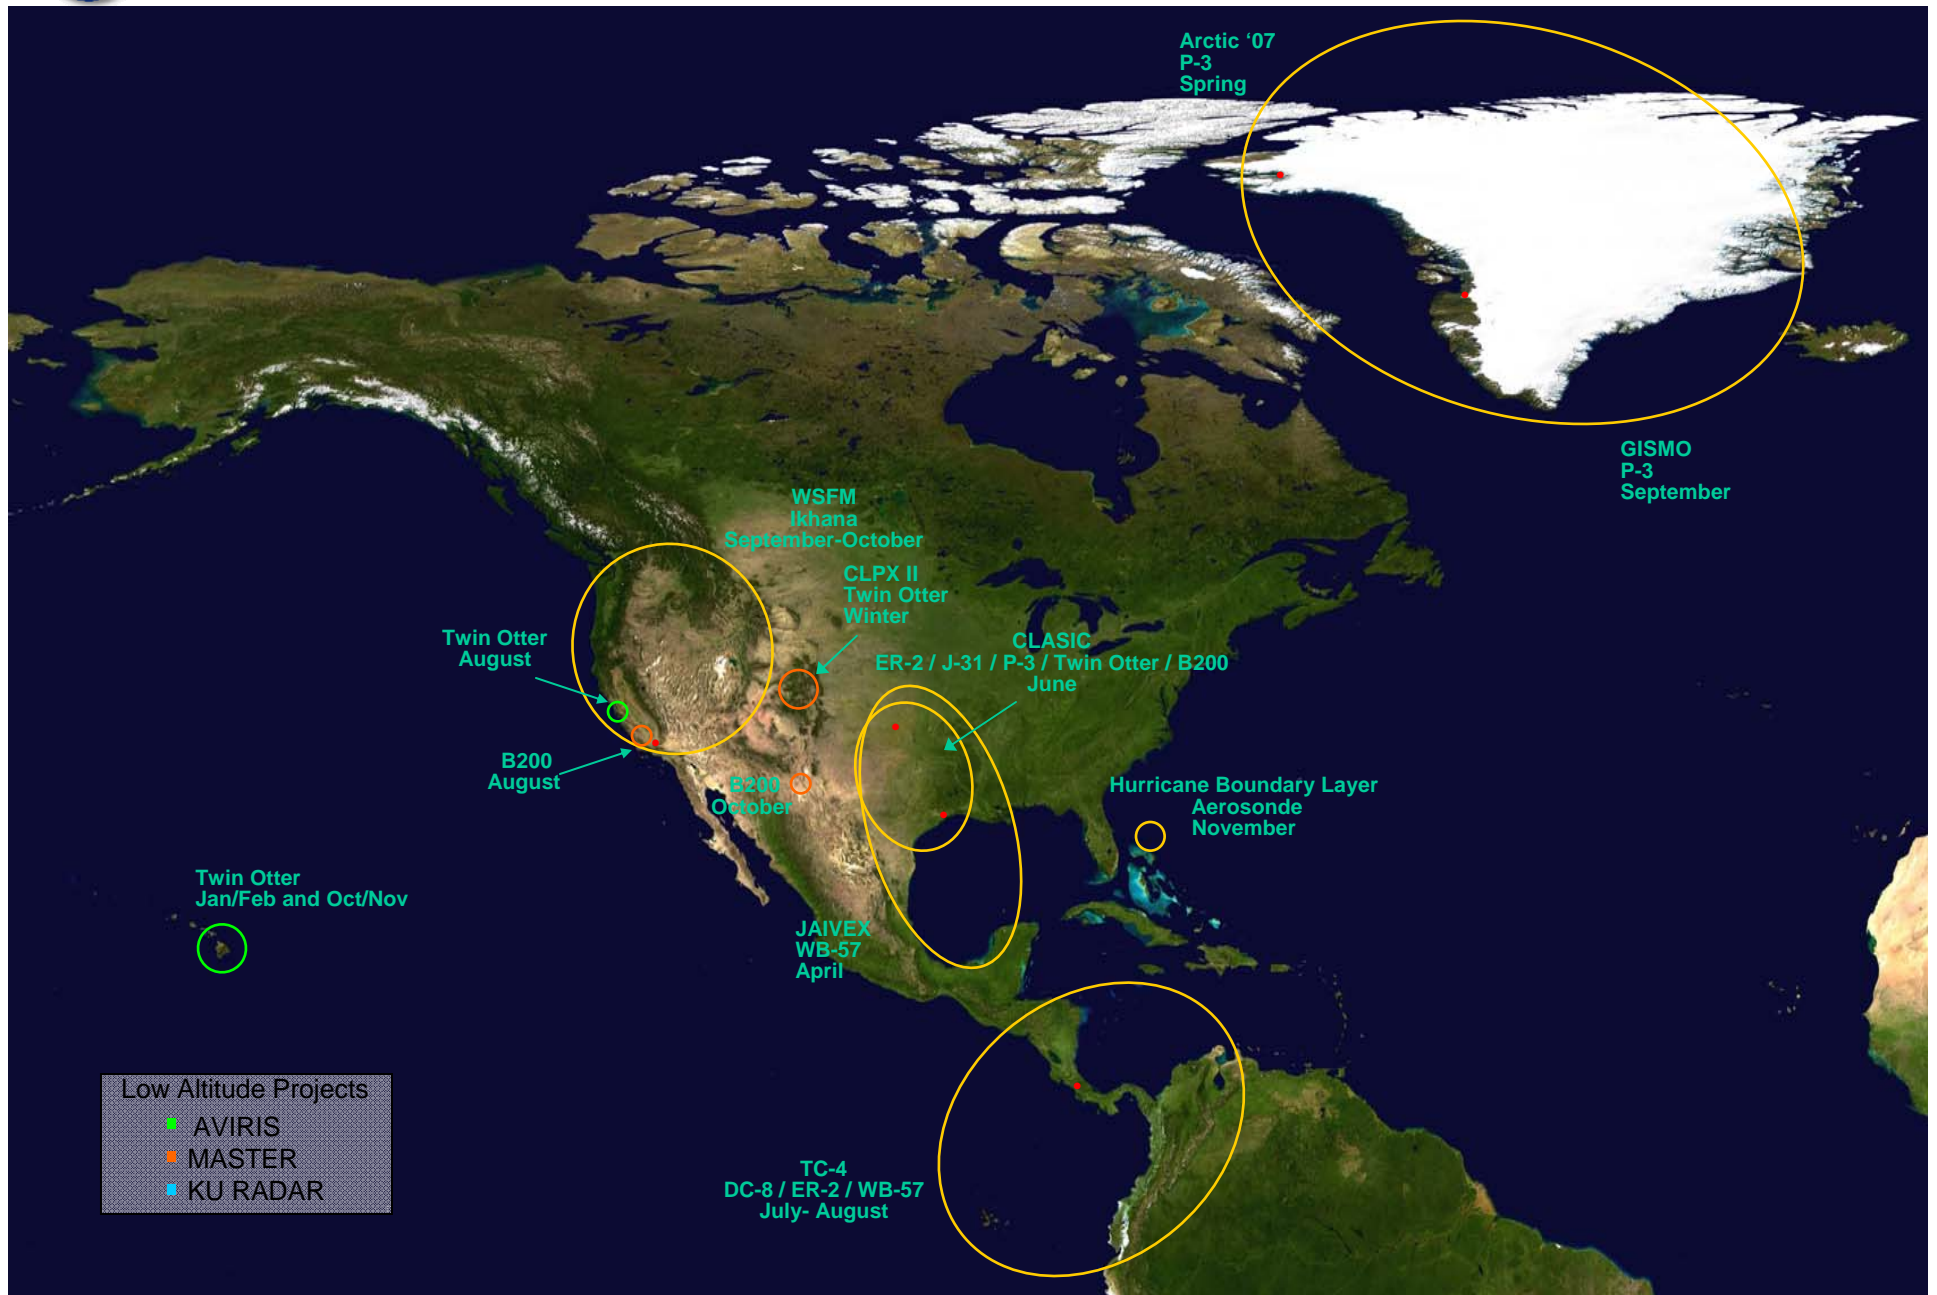 Arctic ‘07
P-3
Spring
GISMO
P-3
September
WSFM
Ikhana
September-October
CLPX II
Twin Otter
Winter
Twin Otter
August
CLASIC
ER-2 / J-31 / P-3 / Twin Otter / B200
June
B200
August
B200
October
Hurricane Boundary Layer
Aerosonde
November
Twin Otter
Jan/Feb and Oct/Nov
JAIVEX
WB-57
April
TC-4
DC-8 / ER-2 / WB-57
July- August
Low Altitude Projects
AVIRIS
MASTER
KU RADAR